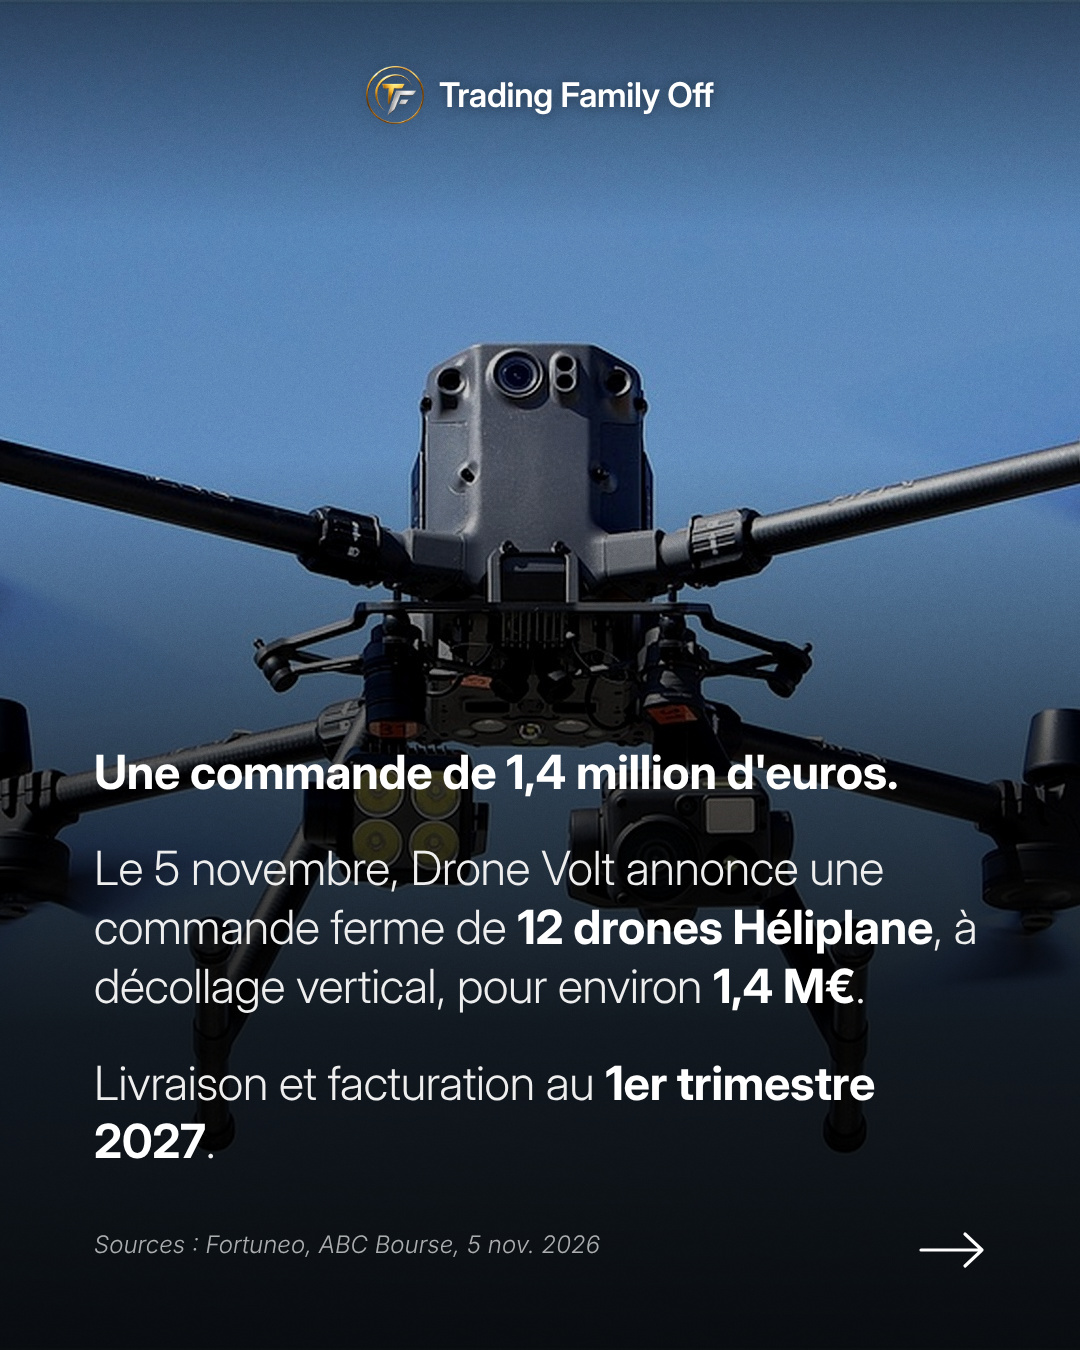 Trading Family Off
Une commande de 1,4 million d'euros.
Le 5 novembre, Drone Volt annonce une
commande ferme de 12 drones Héliplane, à
décollage vertical, pour environ 1,4 M€.
Livraison et facturation au 1er trimestre
2027.
Sources : Fortuneo, ABC Bourse, 5 nov. 2026